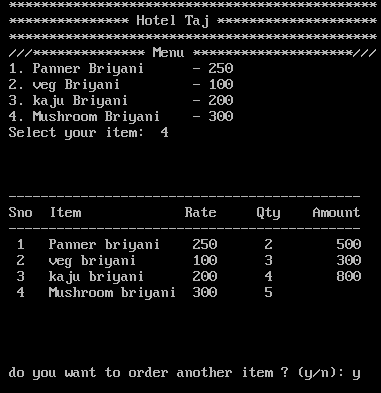 ***********************************************
*************** Hotel Taj ********************
***********************************************
///************** Menu ********************///
1. Panner Briyani      - 250
2. veg Briyani         - 100
3. kaju Briyani        - 200
4. Mushroom Briyani    - 300
Select your item:  4
--------------------------------------------
Sno  Item             Rate     Qty    Amount
--------------------------------------------
1   Panner briyani    250      2        500
2   veg briyani       100      3        300
3   kaju briyani      200      4        800
4   Mushroom briyani  300      5
do you want to order another item ? (y/n): y